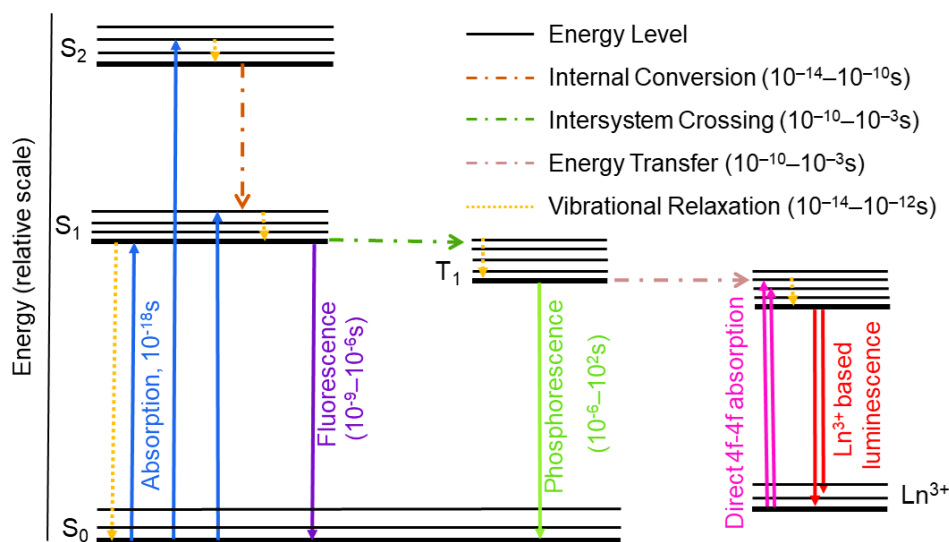 Energy (relative scale)
S₂
S₁
S₀
T₁
Ln³⁺
Energy Level
Internal Conversion (10⁻¹⁴–10⁻¹⁰s)
Intersystem Crossing (10⁻¹⁰–10⁻³s)
Energy Transfer (10⁻¹⁰–10⁻³s)
Vibrational Relaxation (10⁻¹⁴–10⁻¹²s)
Absorption, 10⁻¹⁸s
Fluorescence
(10⁻⁹–10⁻⁶s)
Phosphorescence
(10⁻⁶–10²s)
Direct 4f-4f absorption
Ln³⁺ based
luminescence